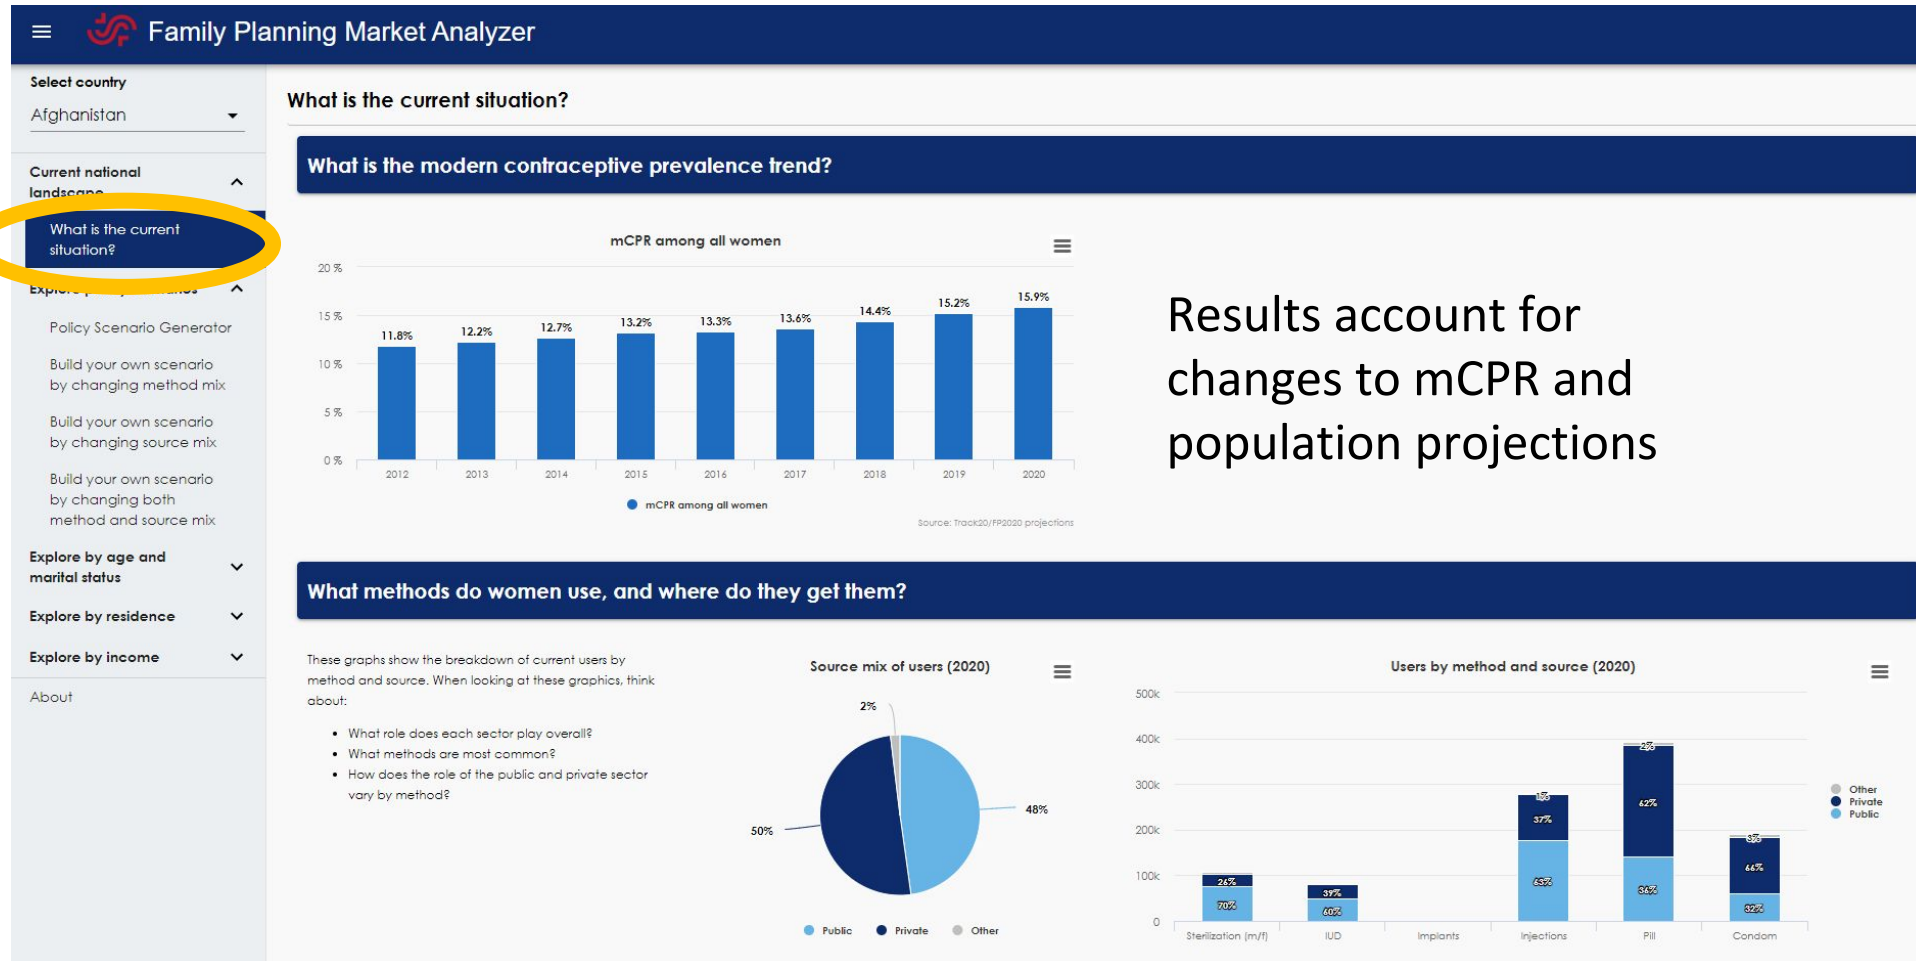 Family Planning Market Analyzer
Select country
Afghanistan
Current national
landscape
What is the current
situation?
Explore
Policy Scenario Generator
Build your own scenario
by changing method mix
Build your own scenario
by changing source mix
Build your own scenario
by changing both
method and source mix
Explore by age and
marital status
Explore by residence
Explore by income
About
What is the current situation?
What is the modern contraceptive prevalence trend?
mCPR among all women
20 %
15 %
10 %
5 %
0 %
11.8%
12.2%
12.7%
13.2%
13.3%
13.6%
14.4%
15.2%
15.9%
2012
2013
2014
2015
2016
2017
2018
2019
2020
mCPR among all women
Source: Track20/FP2020 projections
Results account for
changes to mCPR and
population projections
What methods do women use, and where do they get them?
These graphs show the breakdown of current users by
method and source. When looking at these graphics, think
about:
• What role does each sector play overall?
• What methods are most common?
• How does the role of the public and private sector
vary by method?
Source mix of users (2020)
2%
48%
50%
Public
Private
Other
Users by method and source (2020)
500k
400k
300k
200k
100k
0
26%
70%
39%
60%
1%
37%
63%
2%
62%
36%
3%
66%
32%
Sterilization (m/f)
IUD
Implants
Injections
Pill
Condom
Other
Private
Public